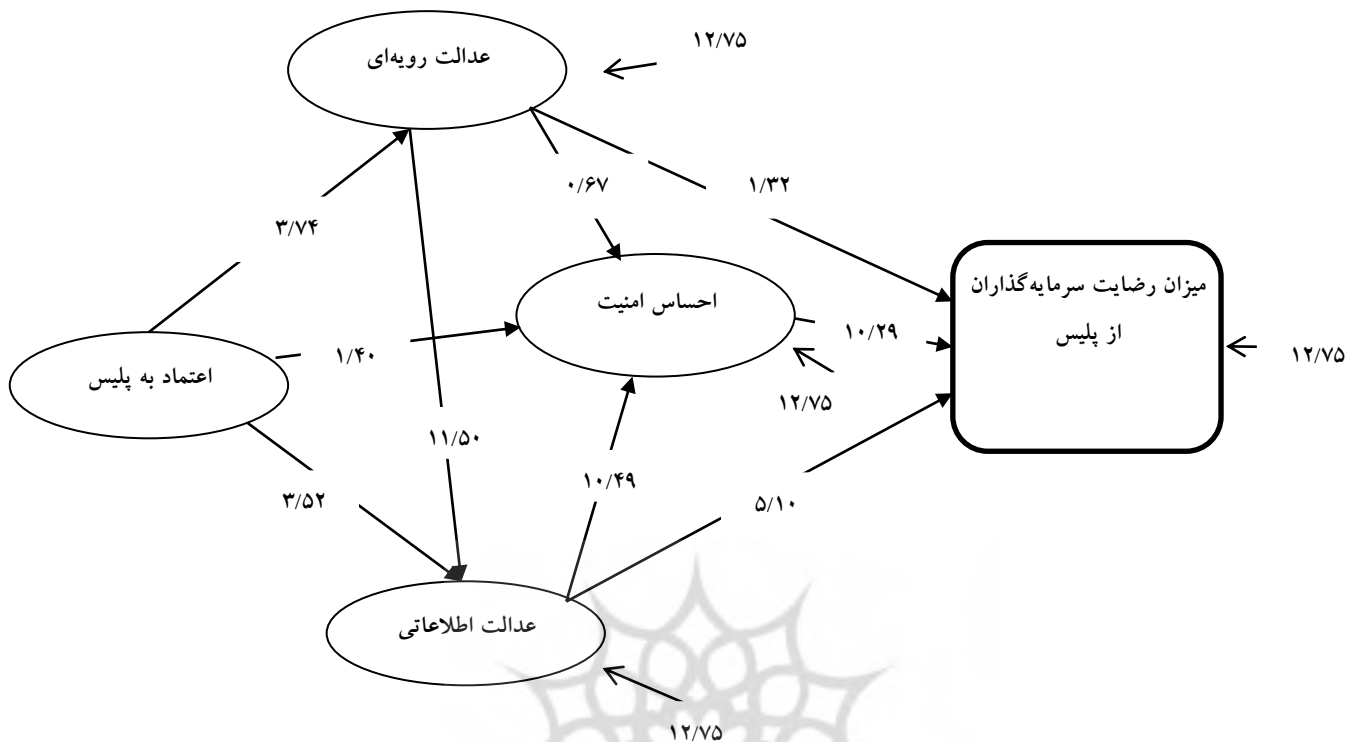 ۱۲/۷۵
عدالت رویه‌ای
۰/۶۷
۱/۳۲
۳/۷۴
میزان رضایت سرمایه‌گذاران
از پلیس
احساس امنیت
۱۰/۲۹
۱۲/۷۵
۱/۴۰
اعتماد به پلیس
۱۲/۷۵
۱۱/۵۰
۱۰/۴۹
۵/۱۰
۳/۵۲
عدالت اطلاعاتی
۱۲/۷۵